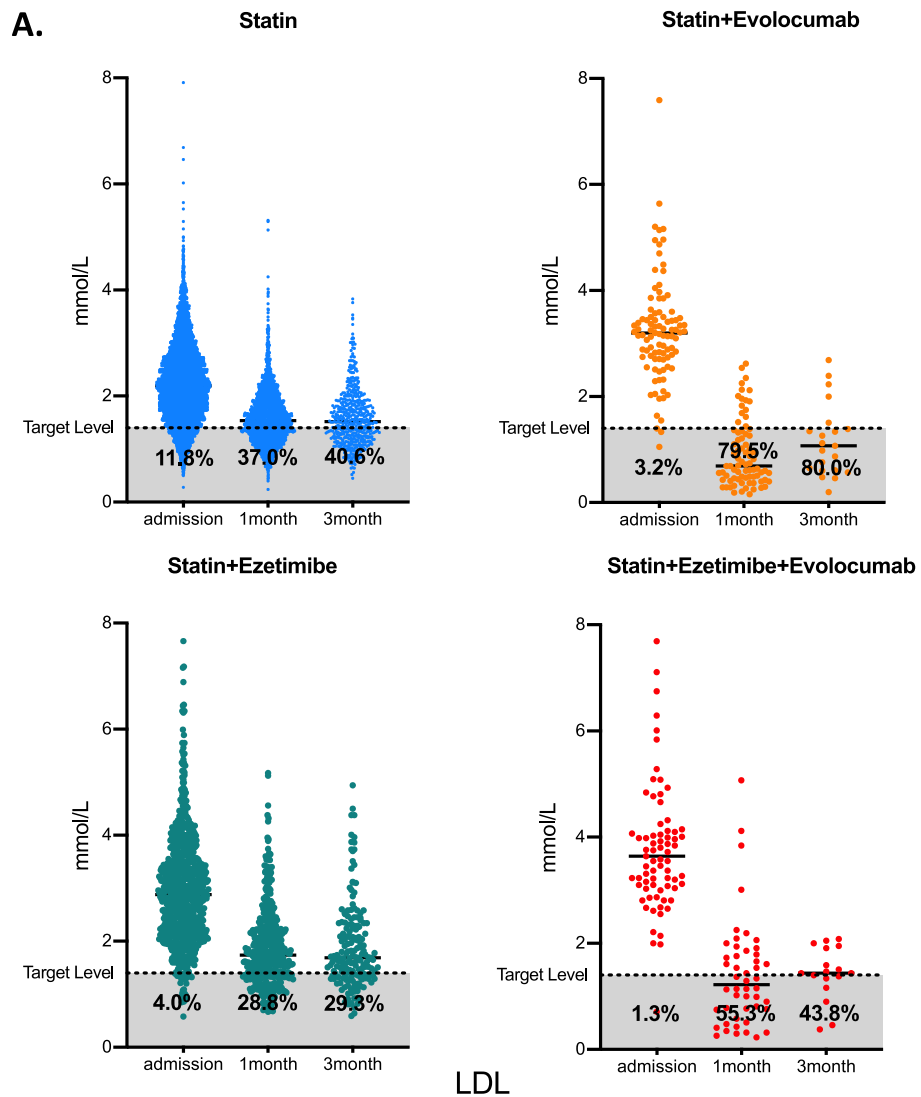 A.
Statin
8
6
4
2
0
mmol/L
Target Level
11.8% 37.0% 40.6%
admission 1month 3month
Statin+Evolocumab
8
6
4
2
0
mmol/L
Target Level
79.5%
3.2% 80.0%
admission 1month 3month
Statin+Ezetimibe
8
6
4
2
0
mmol/L
Target Level
4.0% 28.8% 29.3%
admission 1month 3month
Statin+Ezetimibe+Evolocumab
8
6
4
2
0
mmol/L
Target Level
1.3% 55.3% 43.8%
admission 1month 3month
LDL